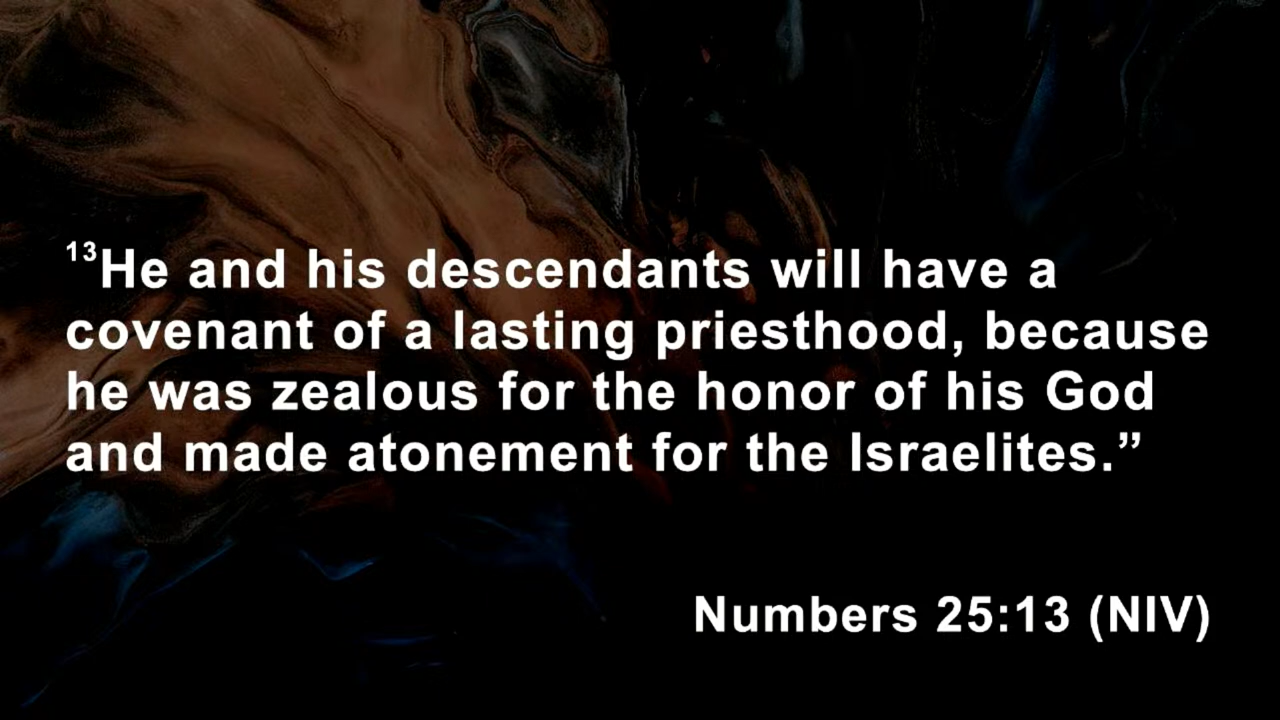 ¹³He and his descendants will have a
covenant of a lasting priesthood, because
he was zealous for the honor of his God
and made atonement for the Israelites.”
Numbers 25:13 (NIV)